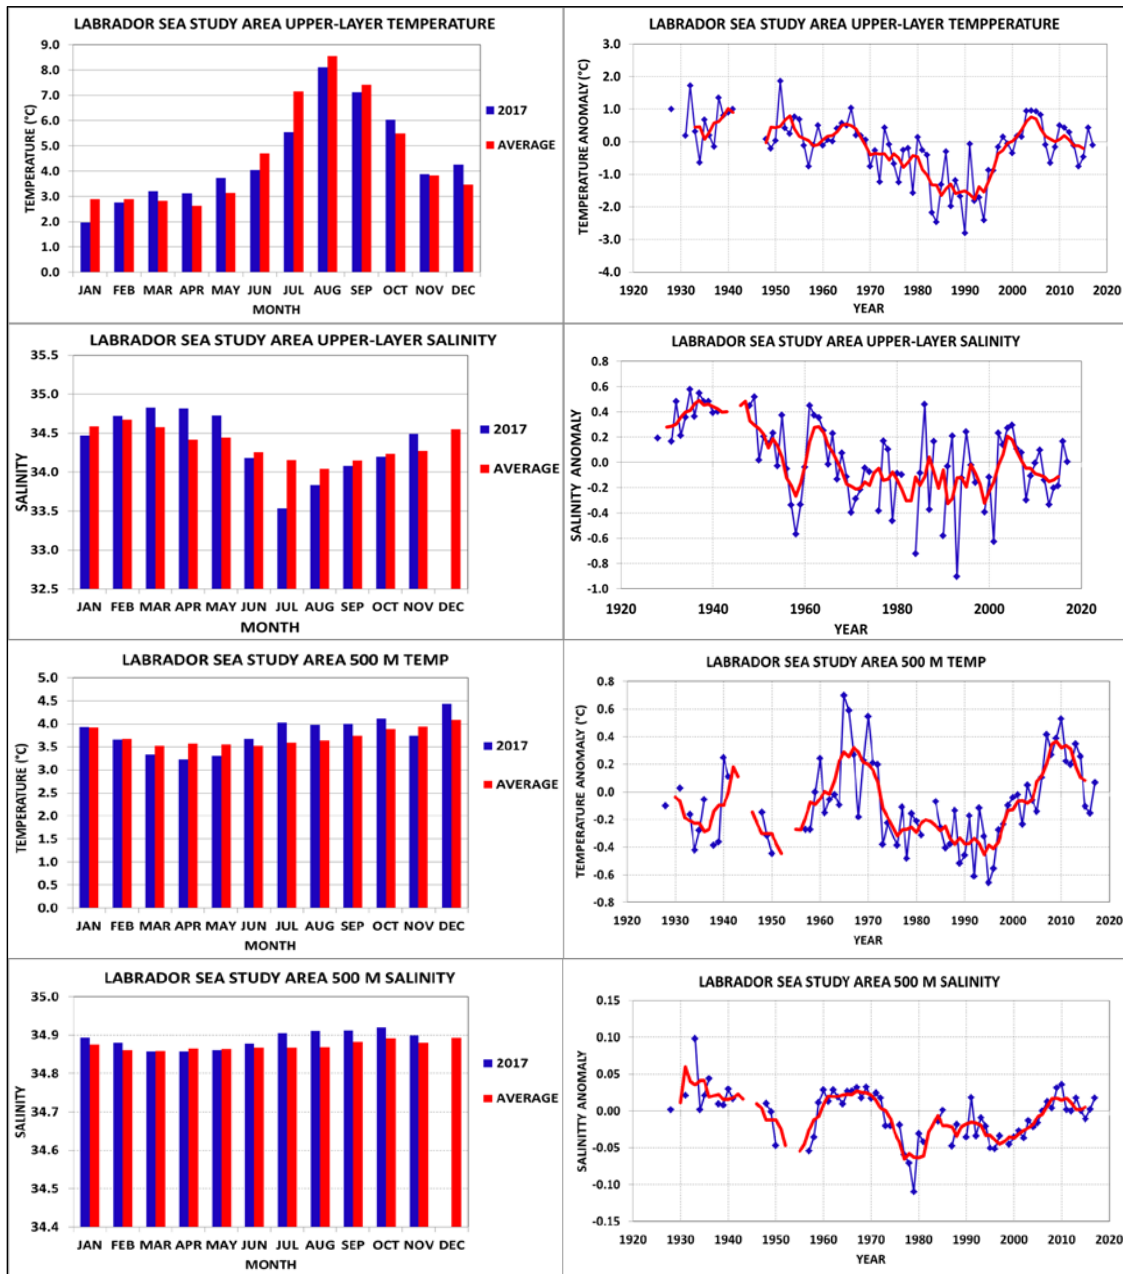 LABRADOR SEA STUDY AREA UPPER-LAYER TEMPERATURE
9.0
8.0
7.0
6.0
5.0
4.0
3.0
2.0
1.0
0.0
TEMPERATURE (°C)
JAN FEB MAR APR MAY JUN JUL AUG SEP OCT NOV DEC
MONTH
2017
AVERAGE
LABRADOR SEA STUDY AREA UPPER-LAYER TEMPPERATURE
3.0
2.0
1.0
0.0
-1.0
-2.0
-3.0
-4.0
TEMPERATURE ANOMALY (°C)
1920 1930 1940 1950 1960 1970 1980 1990 2000 2010 2020
YEAR
LABRADOR SEA STUDY AREA UPPER-LAYER SALINITY
35.5
35.0
34.5
34.0
33.5
33.0
32.5
SALINITY
JAN FEB MAR APR MAY JUN JUL AUG SEP OCT NOV DEC
MONTH
2017
AVERAGE
LABRADOR SEA STUDY AREA UPPER-LAYER SALINITY
0.8
0.6
0.4
0.2
0.0
-0.2
-0.4
-0.6
-0.8
-1.0
SALINITY ANOMALY
1920 1940 1960 1980 2000 2020
YEAR
LABRADOR SEA STUDY AREA 500 M TEMP
5.0
4.5
4.0
3.5
3.0
2.5
2.0
1.5
1.0
0.5
0.0
TEMPERATURE (°C)
JAN FEB MAR APR MAY JUN JUL AUG SEP OCT NOV DEC
MONTH
2017
AVERAGE
LABRADOR SEA STUDY AREA 500 M TEMP
0.8
0.6
0.4
0.2
0.0
-0.2
-0.4
-0.6
-0.8
TEMPERATURE ANOMALY (°C)
1920 1930 1940 1950 1960 1970 1980 1990 2000 2010 2020
YEAR
LABRADOR SEA STUDY AREA 500 M SALINITY
35.0
34.9
34.8
34.7
34.6
34.5
34.4
SALINITY
JAN FEB MAR APR MAY JUN JUL AUG SEP OCT NOV DEC
MONTH
2017
AVERAGE
LABRADOR SEA STUDY AREA 500 M SALINITY
0.15
0.10
0.05
0.00
-0.05
-0.10
-0.15
SALINITTY ANOMALY
1920 1930 1940 1950 1960 1970 1980 1990 2000 2010 2020
YEAR